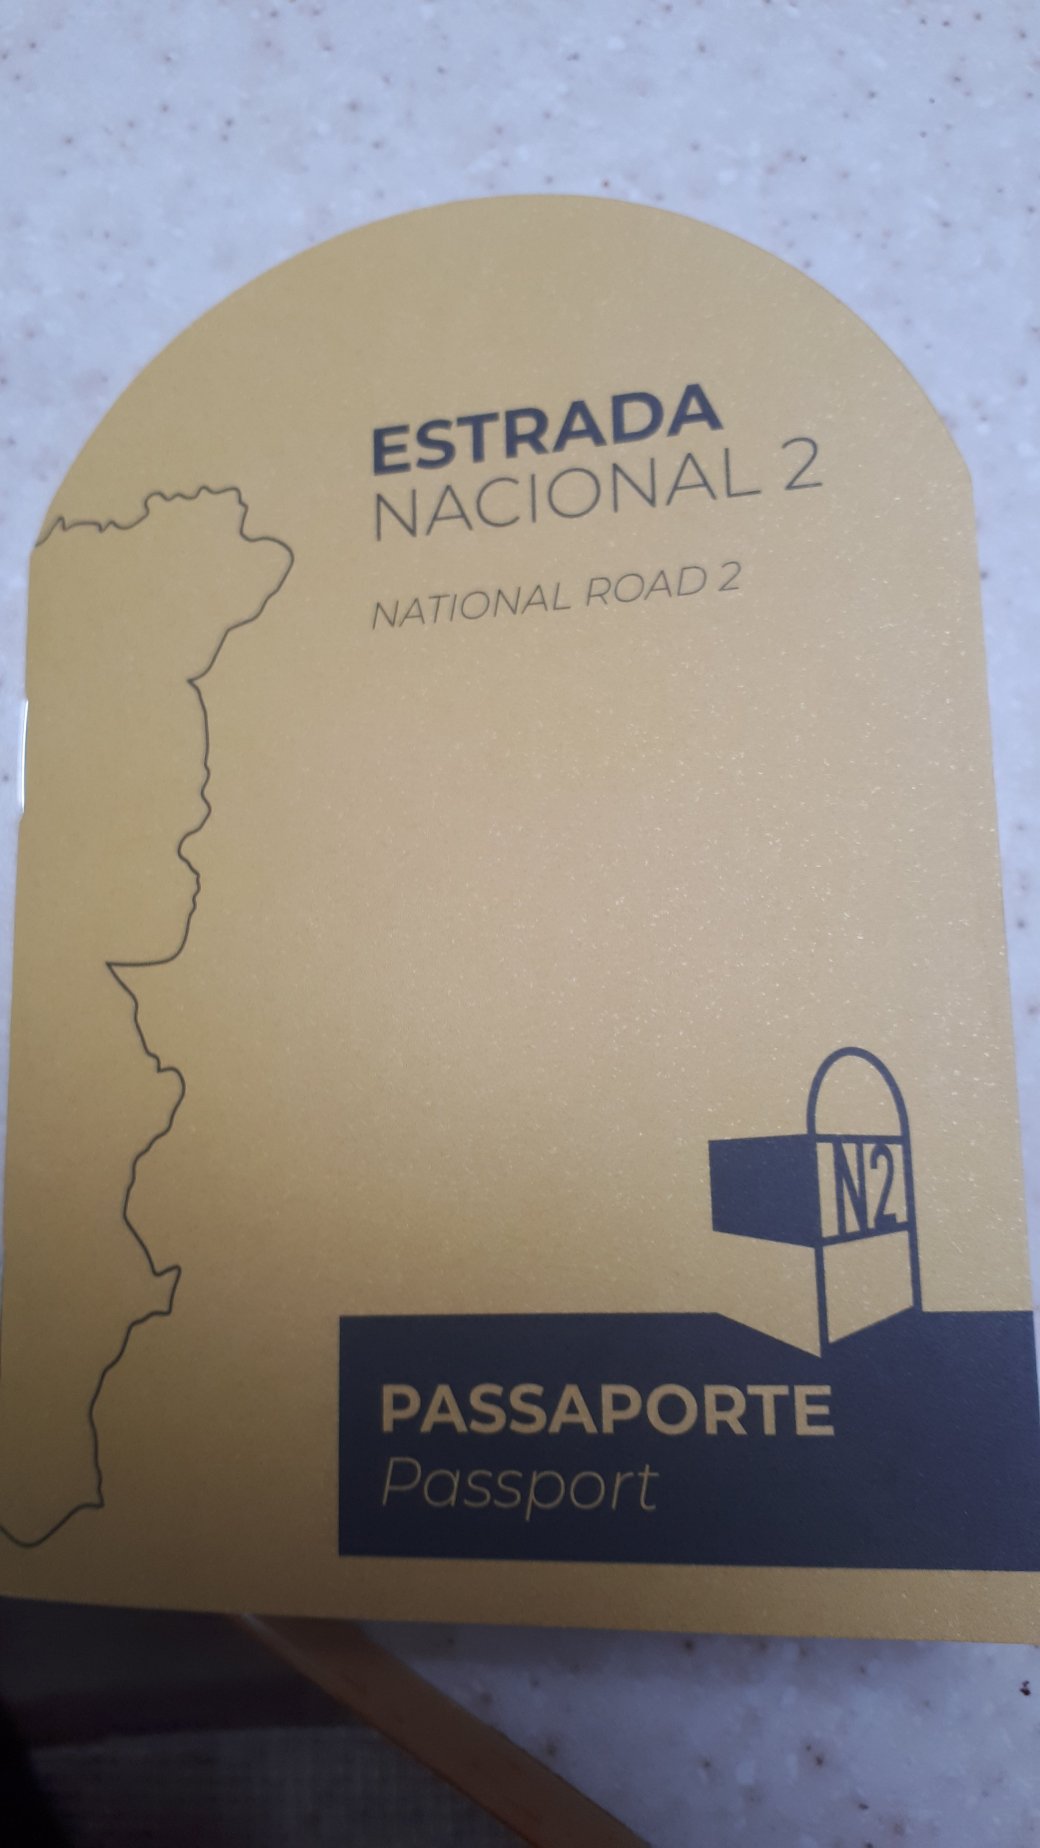 ESTRADA
NACIONAL 2
NATIONAL ROAD 2
N2
PASSAPORTE
Passport